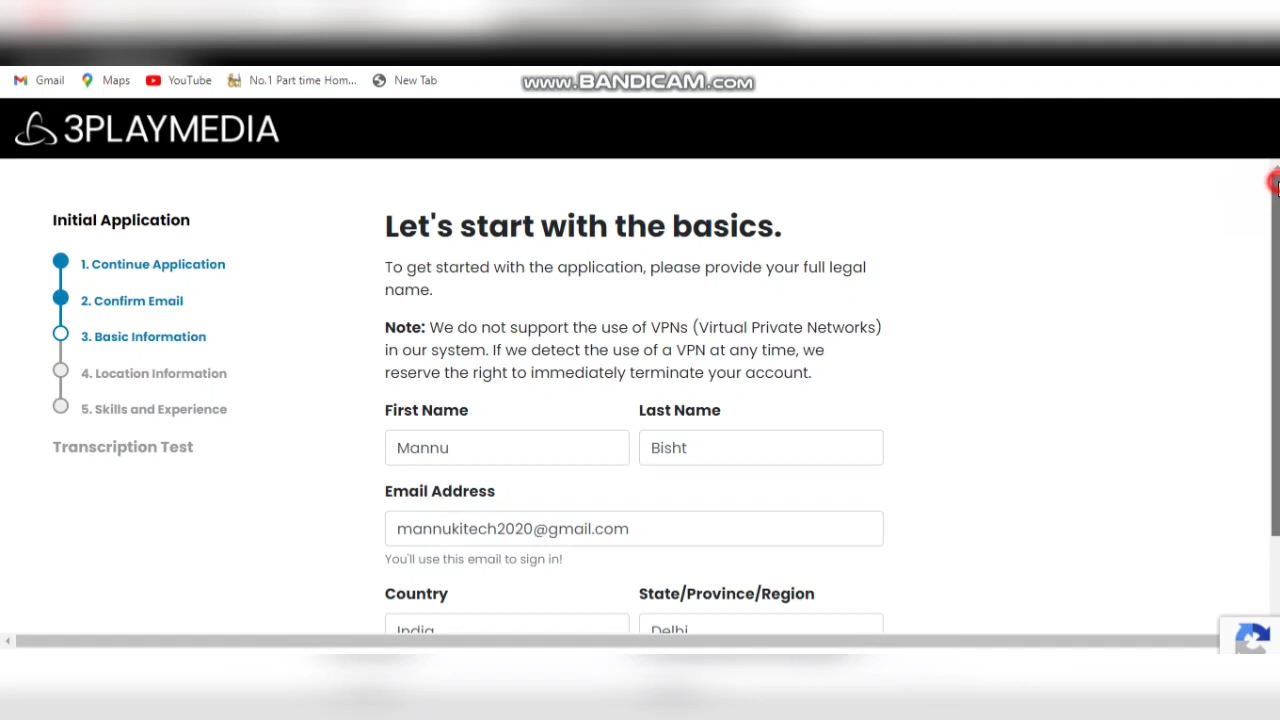 Gmail Maps YouTube No.1 Part time Hom... New Tab
www.BANDICAM.com
3PLAYMEDIA
Initial Application
1. Continue Application
2. Confirm Email
3. Basic Information
4. Location Information
5. Skills and Experience
Transcription Test
Let's start with the basics.
To get started with the application, please provide your full legal
name.
Note: We do not support the use of VPNs (Virtual Private Networks)
in our system. If we detect the use of a VPN at any time, we
reserve the right to immediately terminate your account.
First Name Last Name
Mannu Bisht
Email Address
mannukitech2020@gmail.com
You'll use this email to sign in!
Country State/Province/Region
India Delhi